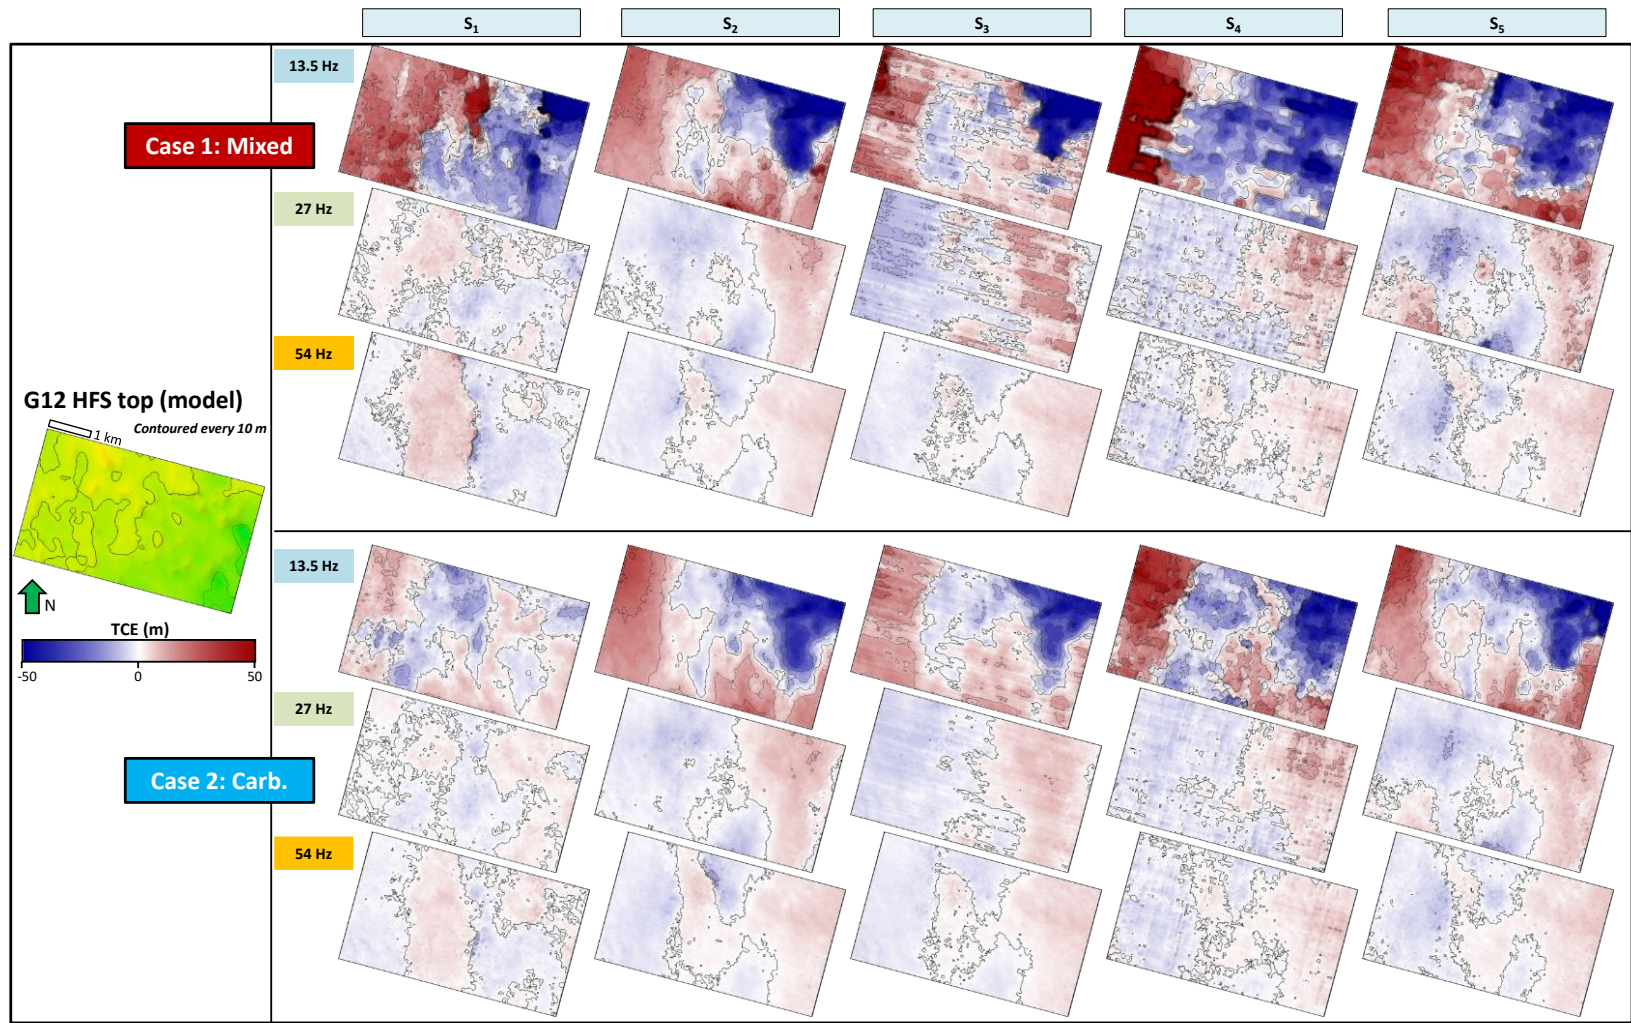 S₁ S₂ S₃ S₄ S₅
13.5 Hz
Case 1: Mixed
27 Hz
54 Hz
G12 HFS top (model)
Contoured every 10 m
1 km
N
TCE (m)
-50 0 50
13.5 Hz
27 Hz
Case 2: Carb.
54 Hz